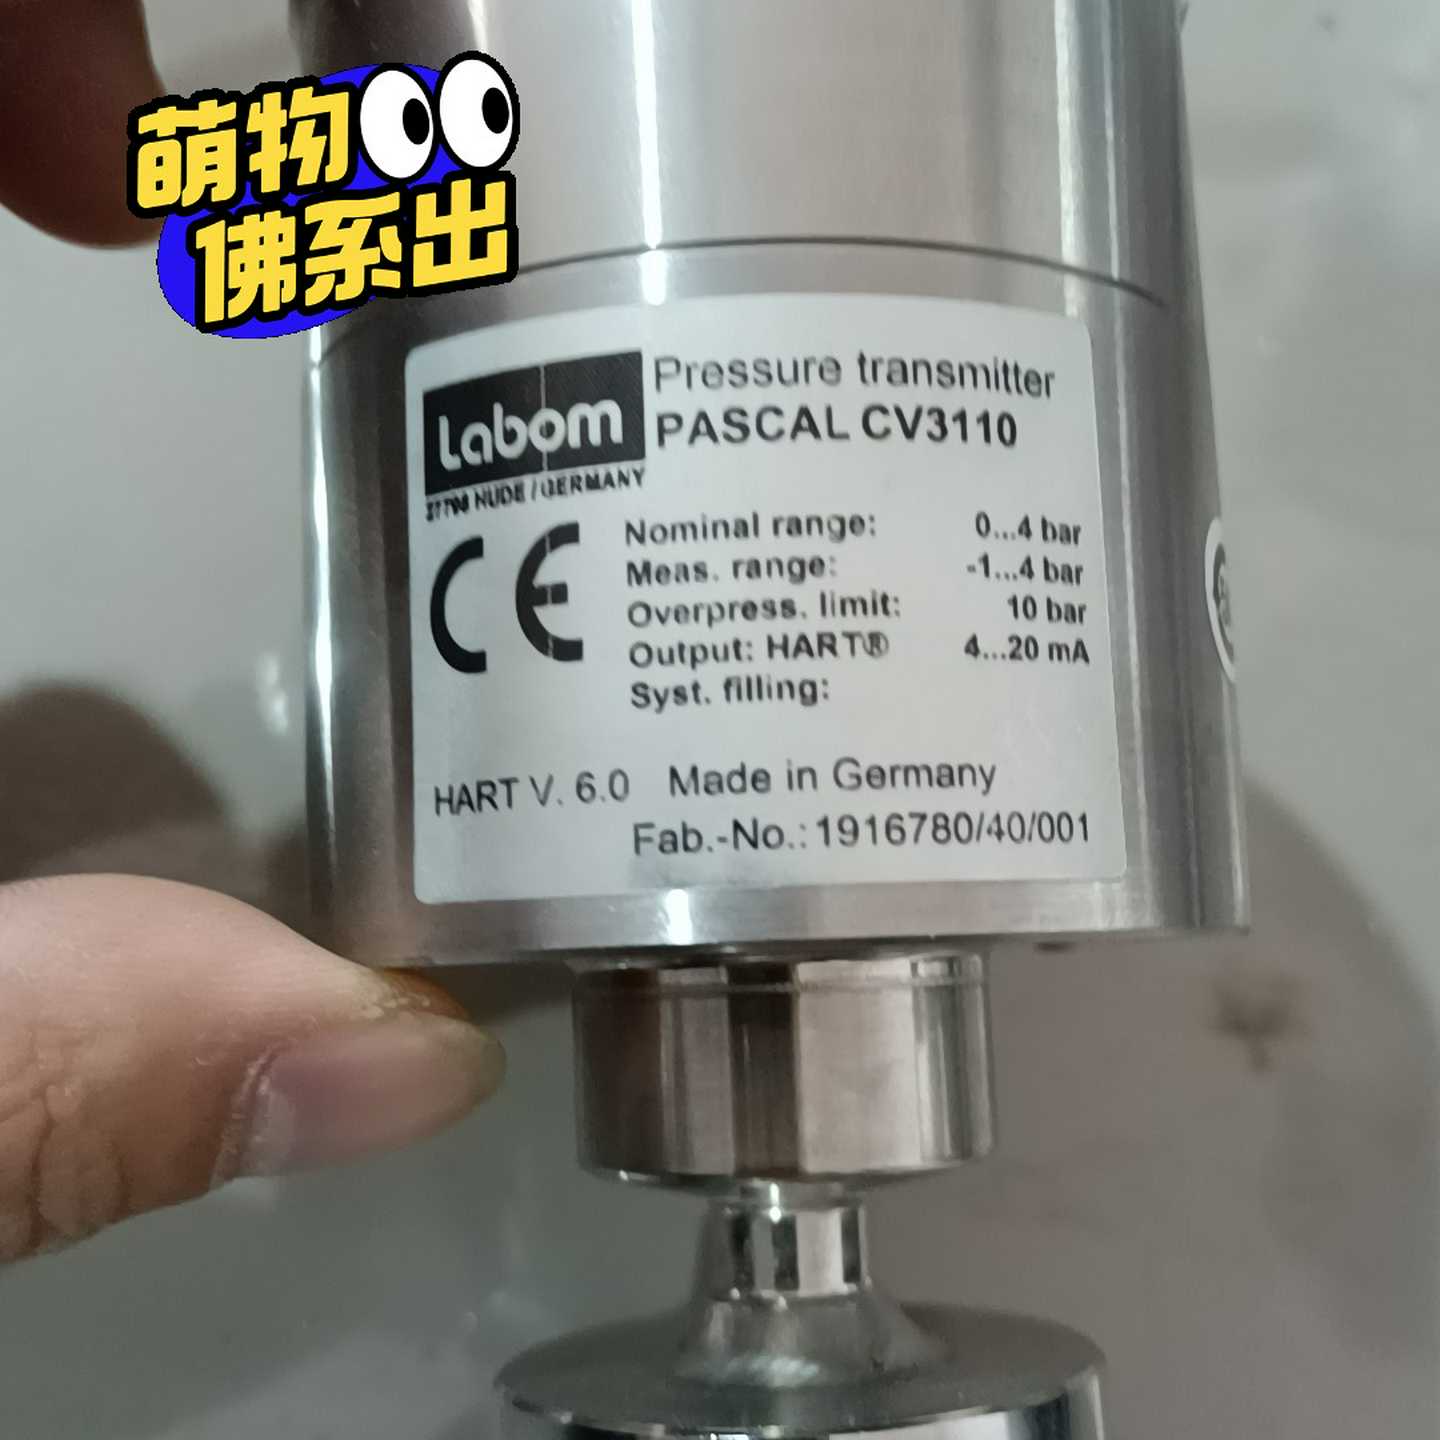 萌物
佛系出
Labom
27798 HUDE / GERMANY
Pressure transmitter
PASCAL CV3110
CE
Nominal range: 0...4 bar
Meas. range: -1...4 bar
Overpress. limit: 10 bar
Output: HART® 4...20 mA
Syst. filling:
HART V. 6.0 Made in Germany
Fab.-No.: 1916780/40/001